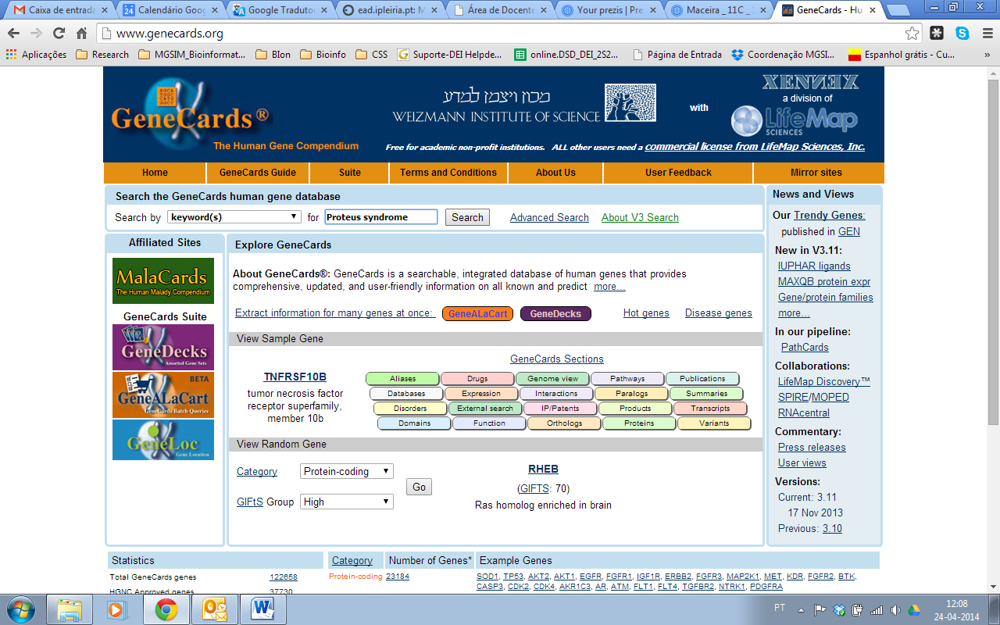 Caixa de entrada
Calendário Goog
Google Tradutor
ead.ipleiria.pt: M
Área de Docente
Your prezis | Pre
Maceira _11C_
GeneCards - Hu
www.genecards.org
Aplicações
Research
MGSIM_Bioinformat...
BIon
Bioinfo
CSS
Suporte-DEI Helpde...
online.DSD_DEI_2S2...
Página de Entrada
Coordenação MGSI...
Espanhol grátis - Cu...
»
GeneCards®
The Human Gene Compendium
מכון ויצמן למדע
WEIZMANN INSTITUTE OF SCIENCE
with
XENNEX
a division of
LifeMap
SCIENCES
Free for academic non-profit institutions. ALL other users need a commercial license from LifeMap Sciences, Inc.
Home
GeneCards Guide
Suite
Terms and Conditions
About Us
User Feedback
Mirror sites
Search the GeneCards human gene database
Search by keyword(s) for Proteus syndrome Search Advanced Search About V3 Search
Affiliated Sites
MalaCards
The Human Malady Compendium
GeneCards Suite
GeneDecks
Assorted Gene Sets
BETA
GeneALaCart
GeneCards Batch Queries
GeneLoc
Gene Location
Explore GeneCards
About GeneCards®: GeneCards is a searchable, integrated database of human genes that provides
comprehensive, updated, and user-friendly information on all known and predict more...
Extract information for many genes at once: GeneALaCart GeneDecks Hot genes Disease genes
View Sample Gene
TNFRSF10B
tumor necrosis factor
receptor superfamily,
member 10b
GeneCards Sections
Aliases Drugs Genome view Pathways Publications
Databases Expression Interactions Paralogs Summaries
Disorders External search IP/Patents Products Transcripts
Domains Function Orthologs Proteins Variants
View Random Gene
Category Protein-coding
GIFtS Group High
Go
RHEB
(GIFTS: 70)
Ras homolog enriched in brain
News and Views
Our Trendy Genes:
published in GEN
New in V3.11:
IUPHAR ligands
MAXQB protein expr
Gene/protein families
more...
In our pipeline:
PathCards
Collaborations:
LifeMap Discovery™
SPIRE/MOPED
RNAcentral
Commentary:
Press releases
User views
Versions:
Current: 3.11
17 Nov 2013
Previous: 3.10
Statistics
Total GeneCards genes 122658
HGNC Approved genes 37730
Category Number of Genes* Example Genes
Protein-coding 23184 SOD1, TP53, AKT2, AKT1, EGFR, FGFR1, IGF1R, ERBB2, FGFR3, MAP2K1, MET, KDR, FGFR2, BTK,
CASP3, CDK2, CDK4, AKR1C3, AR, ATM, FLT1, FLT4, TGFBR2, NTRK1, PDGFRA
PT
12:08
24-04-2014